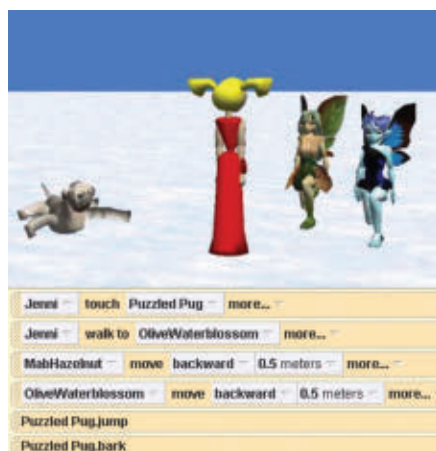 Jenni touch Puzzled Pug more...
Jenni walk to OliveWaterblossom more...
MabHazelnut move backward 0.5 meters more...
OliveWaterblossom move backward 0.5 meters more...
Puzzled Pug.jump
Puzzled Pug.bark